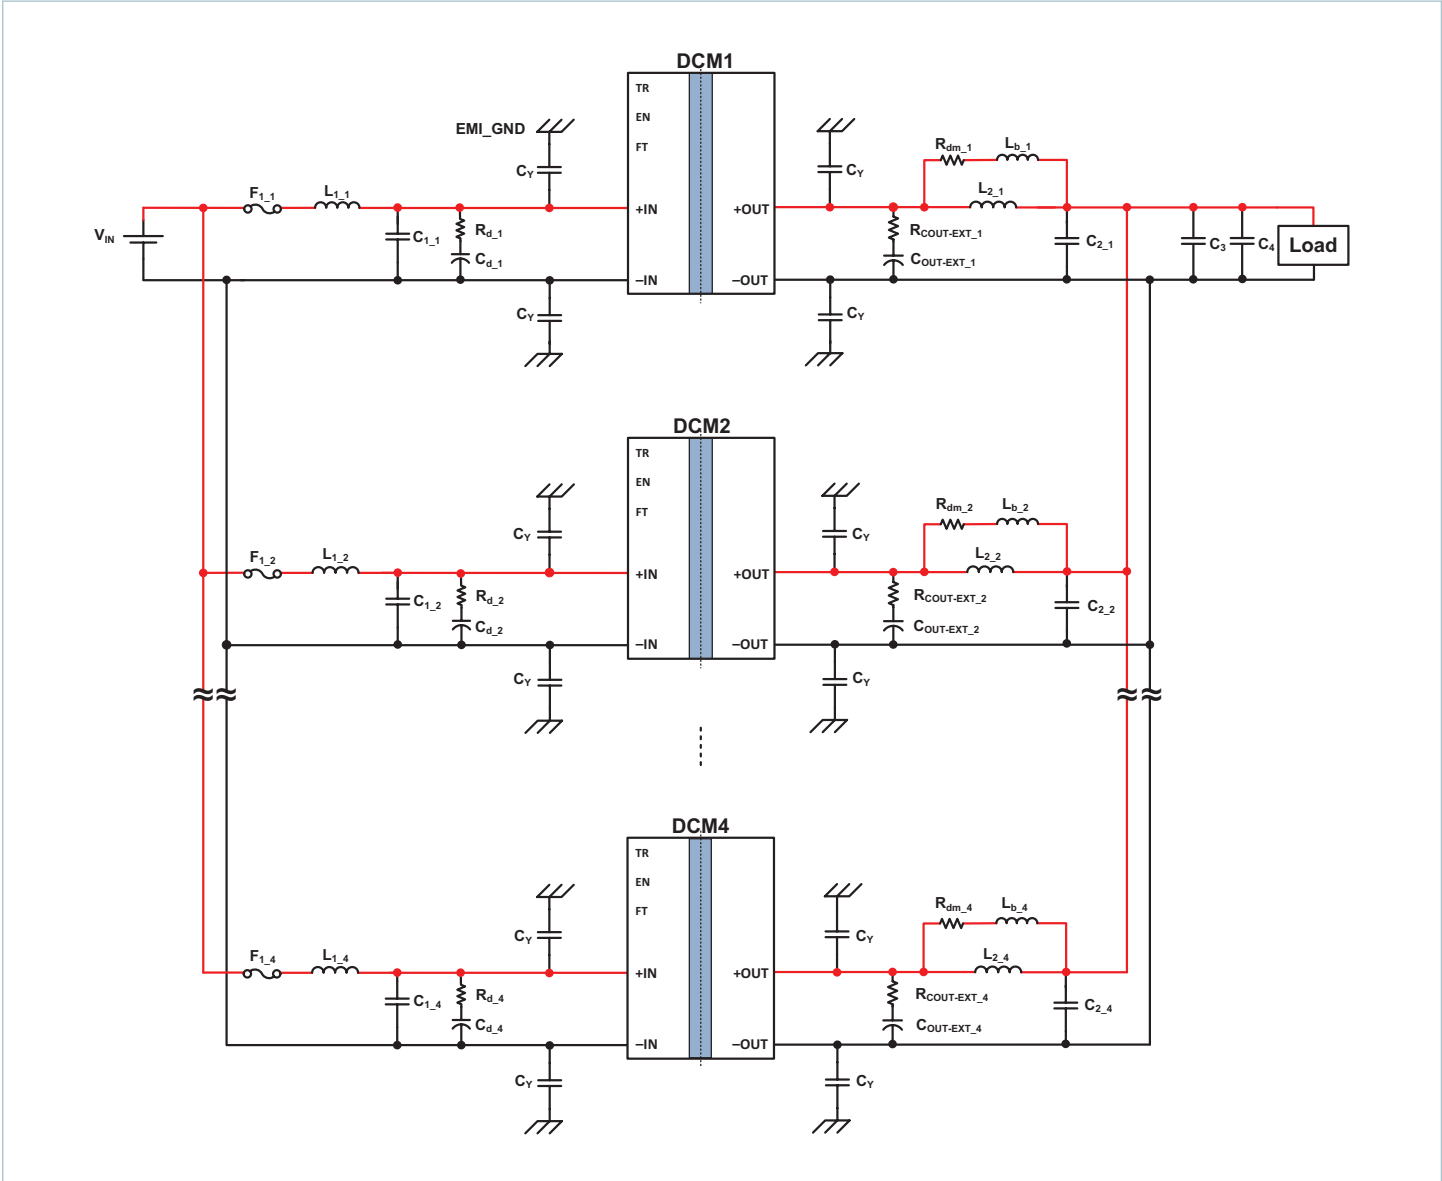 DCM1
TR
EN
FT
EMI_GND
CY
CY
Rdm_1
Lb_1
F1_1
L1_1
L2_1
+IN
+OUT
VIN
C1_1
Rd_1
Cd_1
RCOUT-EXT_1
COUT-EXT_1
C2_1
C3
C4
Load
–IN
–OUT
CY
CY
DCM2
TR
EN
FT
CY
CY
Rdm_2
Lb_2
F1_2
L1_2
L2_2
+IN
+OUT
C1_2
Rd_2
Cd_2
RCOUT-EXT_2
COUT-EXT_2
C2_2
–IN
–OUT
CY
CY
DCM4
TR
EN
FT
CY
CY
Rdm_4
Lb_4
F1_4
L1_4
L2_4
+IN
+OUT
C1_4
Rd_4
Cd_4
RCOUT-EXT_4
COUT-EXT_4
C2_4
–IN
–OUT
CY
CY